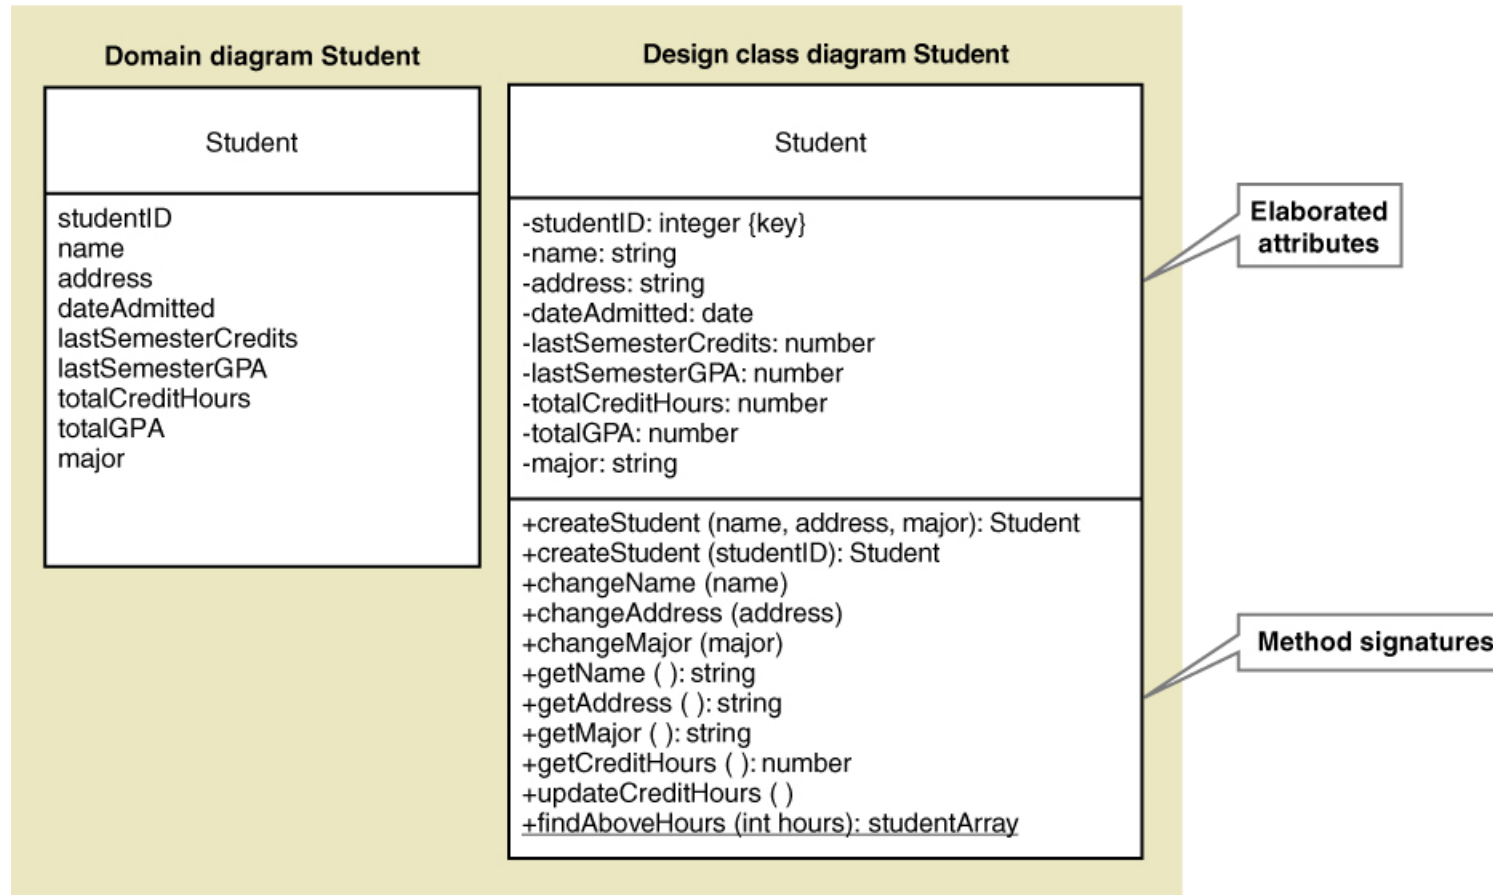 Domain diagram Student
Student
studentID
name
address
dateAdmitted
lastSemesterCredits
lastSemesterGPA
totalCreditHours
totalGPA
major
Design class diagram Student
Student
-studentID: integer {key}
-name: string
-address: string
-dateAdmitted: date
-lastSemesterCredits: number
-lastSemesterGPA: number
-totalCreditHours: number
-totalGPA: number
-major: string
+createStudent (name, address, major): Student
+createStudent (studentID): Student
+changeName (name)
+changeAddress (address)
+changeMajor (major)
+getName ( ): string
+getAddress ( ): string
+getMajor ( ): string
+getCreditHours ( ): number
+updateCreditHours ( )
+findAboveHours (int hours): studentArray
Elaborated
attributes
Method signatures